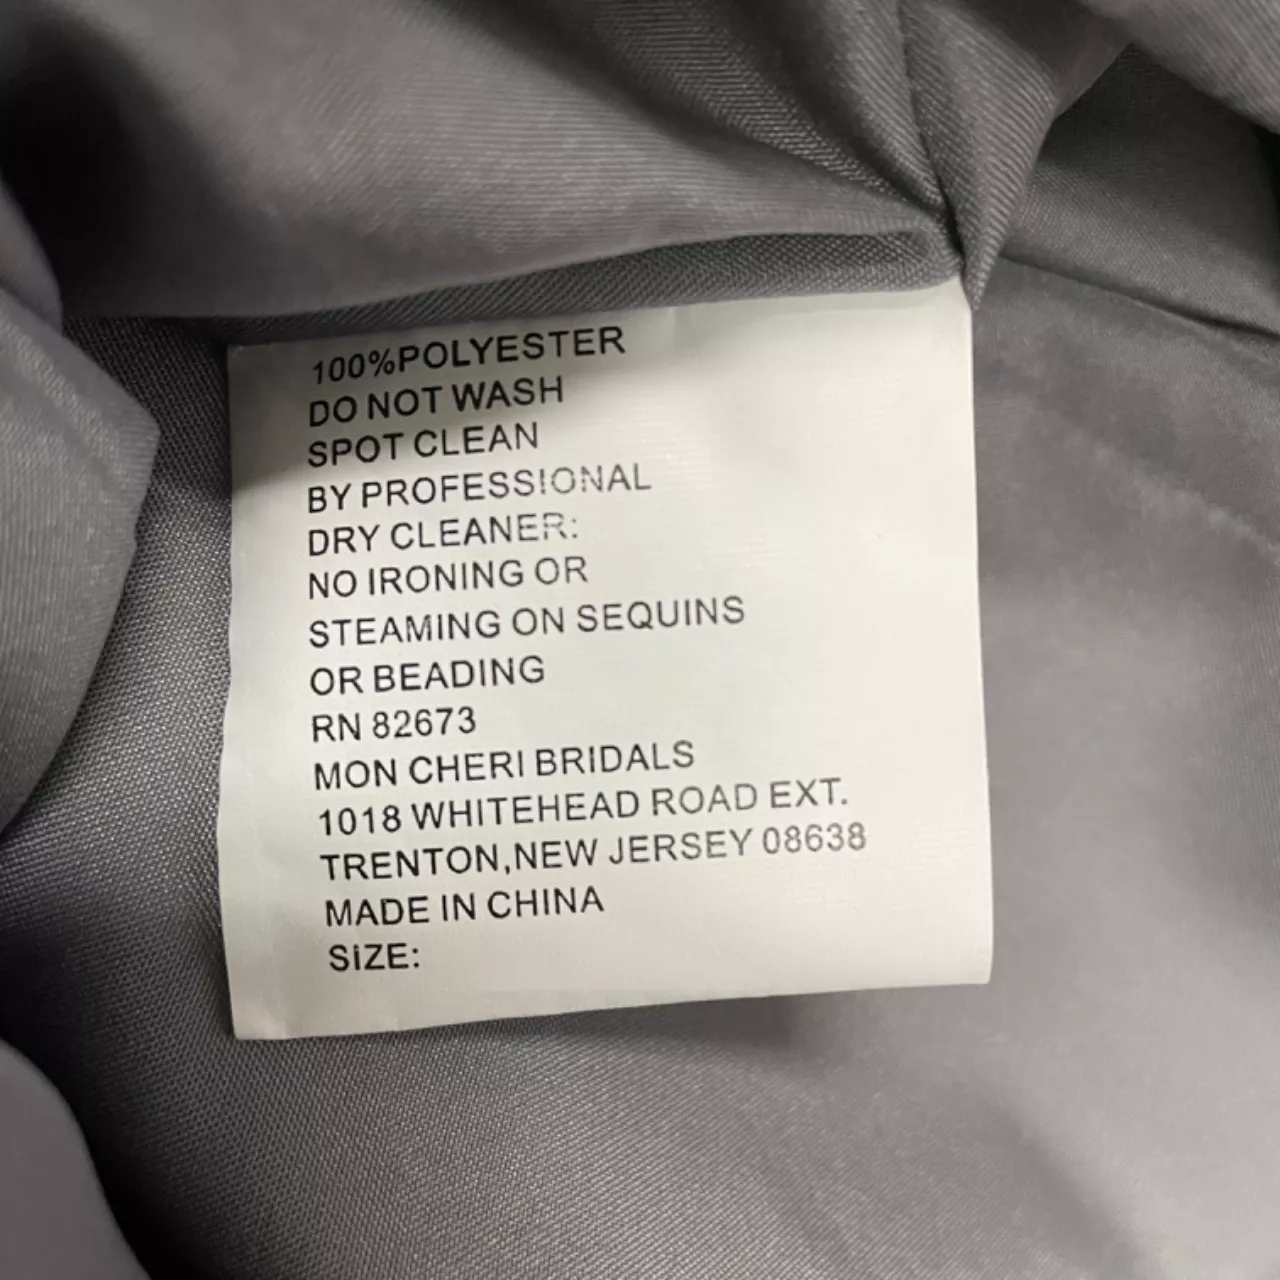 100%POLYESTER
DO NOT WASH
SPOT CLEAN
BY PROFESSIONAL
DRY CLEANER:
NO IRONING OR
STEAMING ON SEQUINS
OR BEADING
RN 82673
MON CHERI BRIDALS
1018 WHITEHEAD ROAD EXT.
TRENTON,NEW JERSEY 08638
MADE IN CHINA
SIZE: